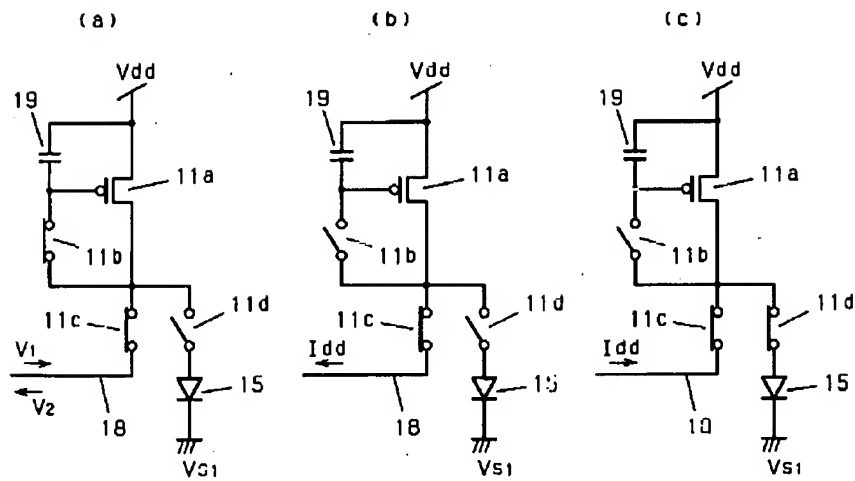 (a) (b) (c)
Vdd Vdd Vdd
19 19 19
11a 11a 11a
11b 11b 11b
11c 11d 11c 11d 11c 11d
V1 Idd Idd
V2
18 15 18 15 10 15
VS1 VS1 VS1